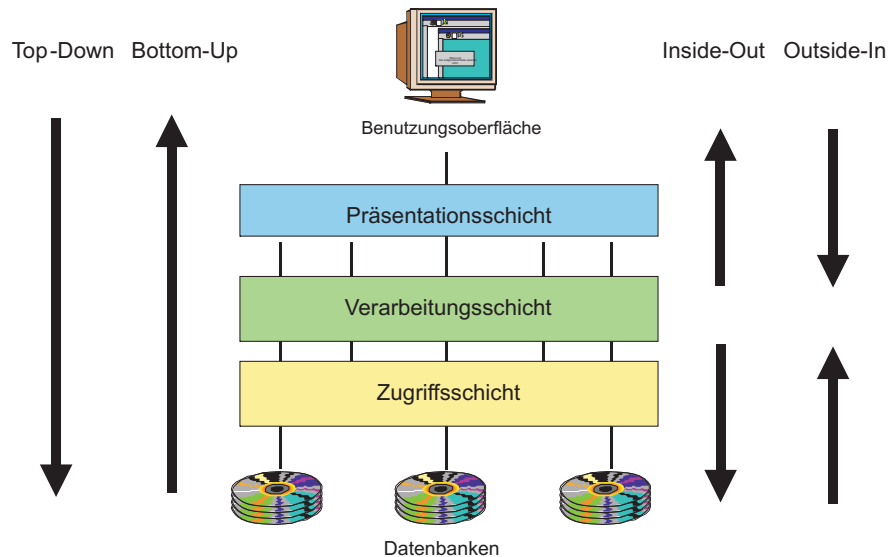 Top-Down Bottom-Up Inside-Out Outside-In
Benutzungsoberfläche
Präsentationsschicht
Verarbeitungsschicht
Zugriffsschicht
Datenbanken